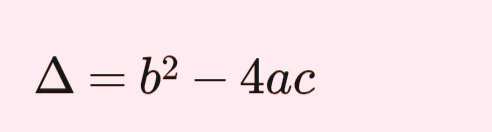 Δ = b² − 4ac